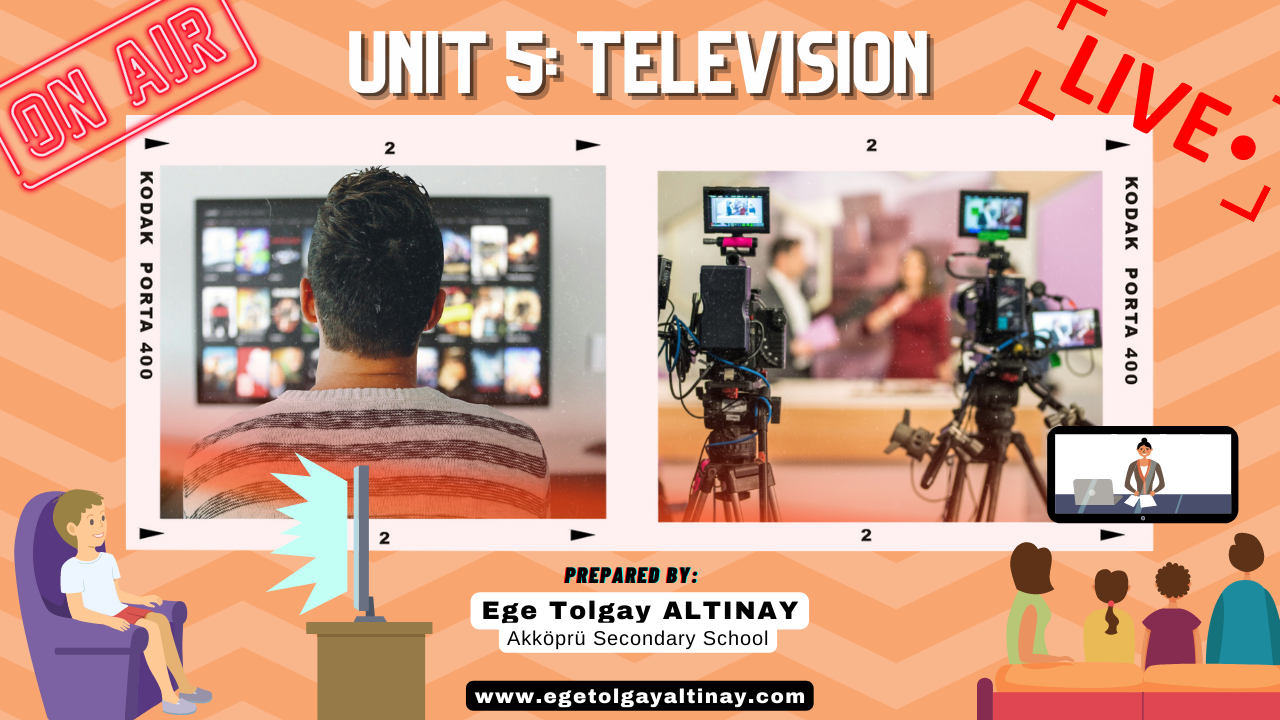 ON AIR
UNIT 5: TELEVISION
LIVE
2
2
KODAK PORTA 400
KODAK PORTA 400
2
2
PREPARED BY:
Ege Tolgay ALTINAY
Akköprü Secondary School
www.egetolgayaltinay.com